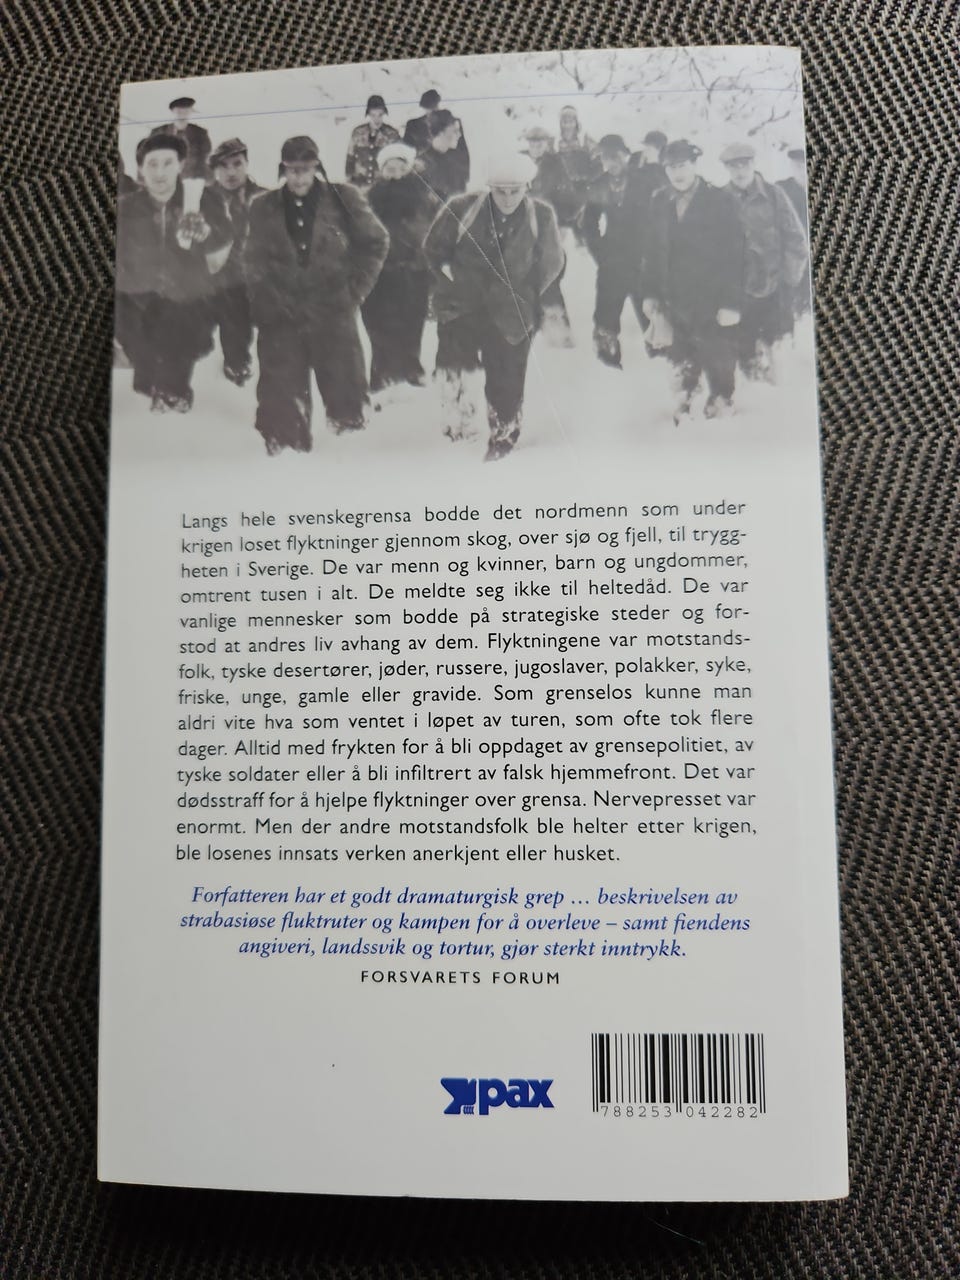 Langs hele svenskegrensa bodde det nordmenn som under
krigen loset flyktninger gjennom skog, over sjø og fjell, til trygg-
heten i Sverige. De var menn og kvinner, barn og ungdommer,
omtrent tusen i alt. De meldte seg ikke til heltedåd. De var
vanlige mennesker som bodde på strategiske steder og for-
stod at andres liv avhang av dem. Flyktningene var motstands-
folk, tyske desertører, jøder, russere, jugoslaver, polakker, syke,
friske, unge, gamle eller gravide. Som grenselos kunne man
aldri vite hva som ventet i løpet av turen, som ofte tok flere
dager. Alltid med frykten for å bli oppdaget av grensepolitiet, av
tyske soldater eller å bli infiltrert av falsk hjemmefront. Det var
dødsstraff for å hjelpe flyktninger over grensa. Nervepresset var
enormt. Men der andre motstandsfolk ble helter etter krigen,
ble losenes innsats verken anerkjent eller husket.
Forfatteren har et godt dramaturgisk grep … beskrivelsen av
strabasiøse fluktruter og kampen for å overleve – samt fiendens
angiveri, landssvik og tortur, gjør sterkt inntrykk.
FORSVARETS FORUM
pax
788253 042282